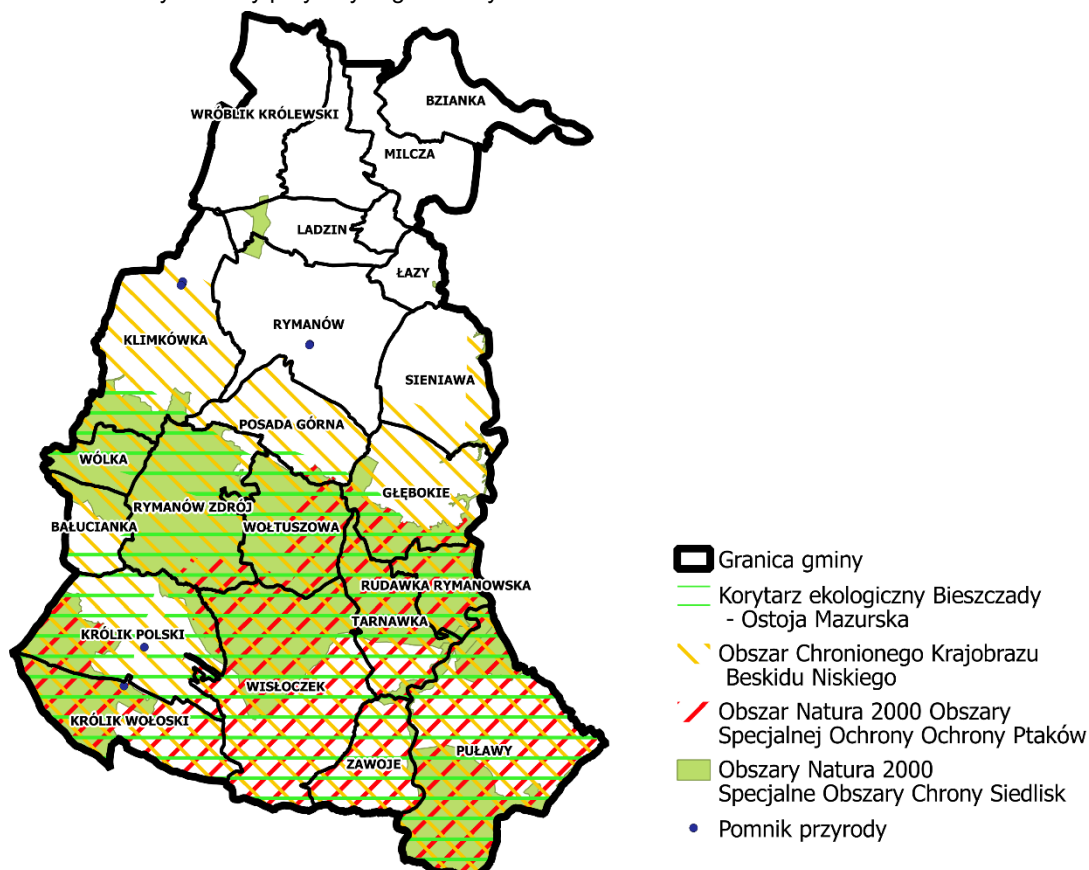 BZIANKA
WRÓBLIK KRÓLEWSKI
MILCZA
LADZIN
ŁAZY
RYMANÓW
KLIMKÓWKA
SIENIAWA
POSADA GÓRNA
WÓLKA
GŁĘBOKIE
RYMANÓW ZDRÓJ
BAŁUCIANKA
WOŁTUSZOWA
RUDAWKA RYMANOWSKA
TARNAWKA
KRÓLIK POLSKI
WISŁOCZEK
KRÓLIK WOŁOSKI
PUŁAWY
ZAWOJE
Granica gminy
Korytarz ekologiczny Bieszczady
- Ostoja Mazurska
Obszar Chronionego Krajobrazu
Beskidu Niskiego
Obszar Natura 2000 Obszary
Specjalnej Ochrony Ochrony Ptaków
Obszary Natura 2000
Specjalne Obszary Chrony Siedlisk
Pomnik przyrody